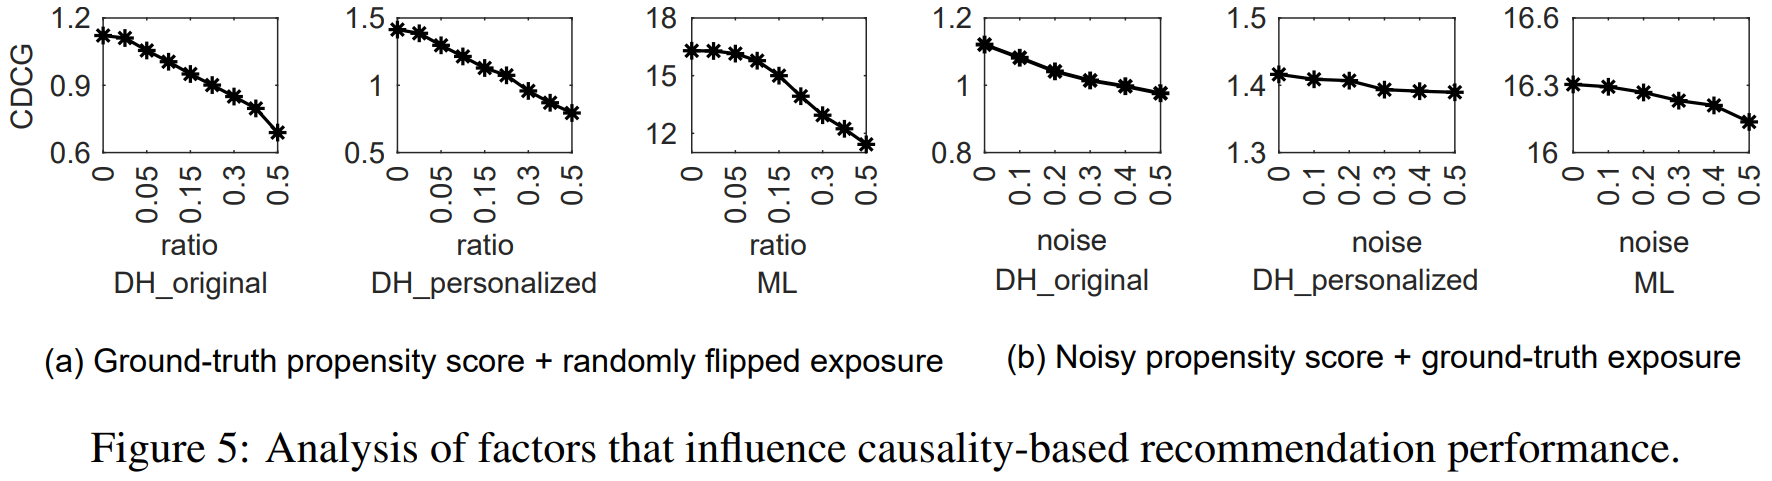 1.2 1.5 18 1.2 1.5 16.6
CDCG
0.9 1 15 1 1.4 16.3
12
0.6 0.5 0.8 1.3 16
0 0.05 0.15 0.3 0.5 0 0.05 0.15 0.3 0.5 0 0.05 0.15 0.3 0.5 0 0.1 0.2 0.3 0.4 0.5 0 0.1 0.2 0.3 0.4 0.5 0 0.1 0.2 0.3 0.4 0.5
ratio ratio ratio noise noise noise
DH_original DH_personalized ML DH_original DH_personalized ML
(a) Ground-truth propensity score + randomly flipped exposure (b) Noisy propensity score + ground-truth exposure
Figure 5: Analysis of factors that influence causality-based recommendation performance.